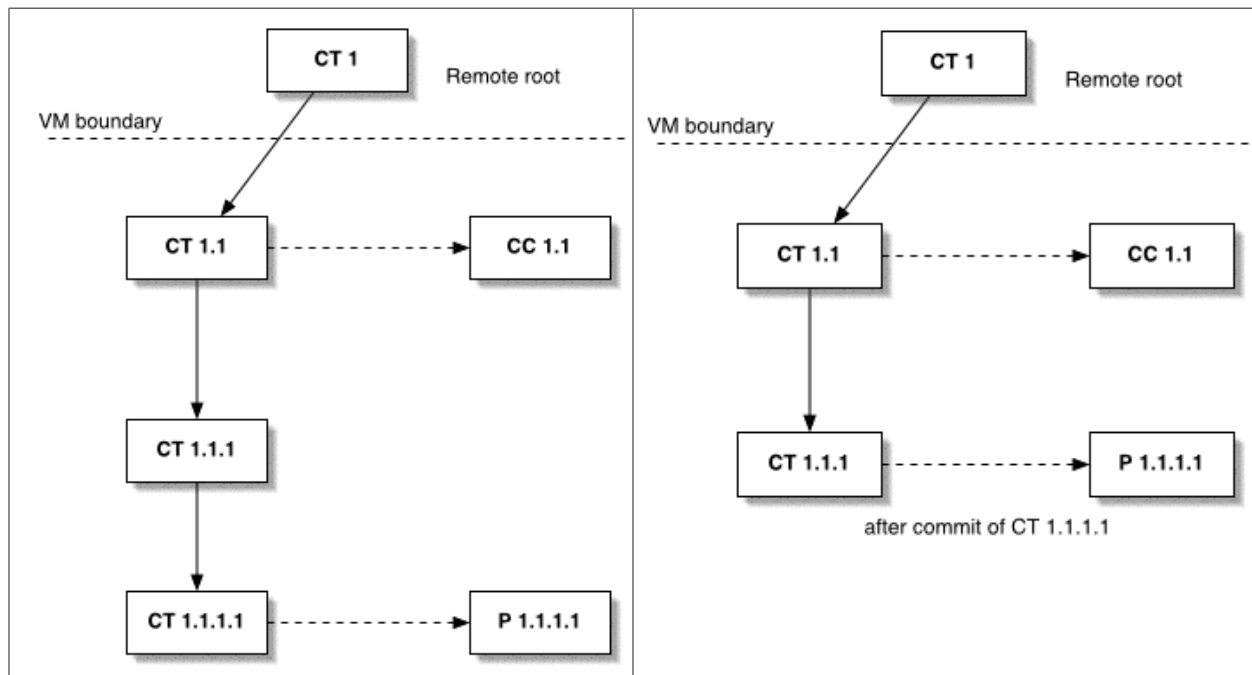 CT 1
Remote root
VM boundary
CT 1.1
CC 1.1
CT 1.1.1
CT 1.1.1.1
P 1.1.1.1
CT 1
Remote root
VM boundary
CT 1.1
CC 1.1
CT 1.1.1
P 1.1.1.1
after commit of CT 1.1.1.1